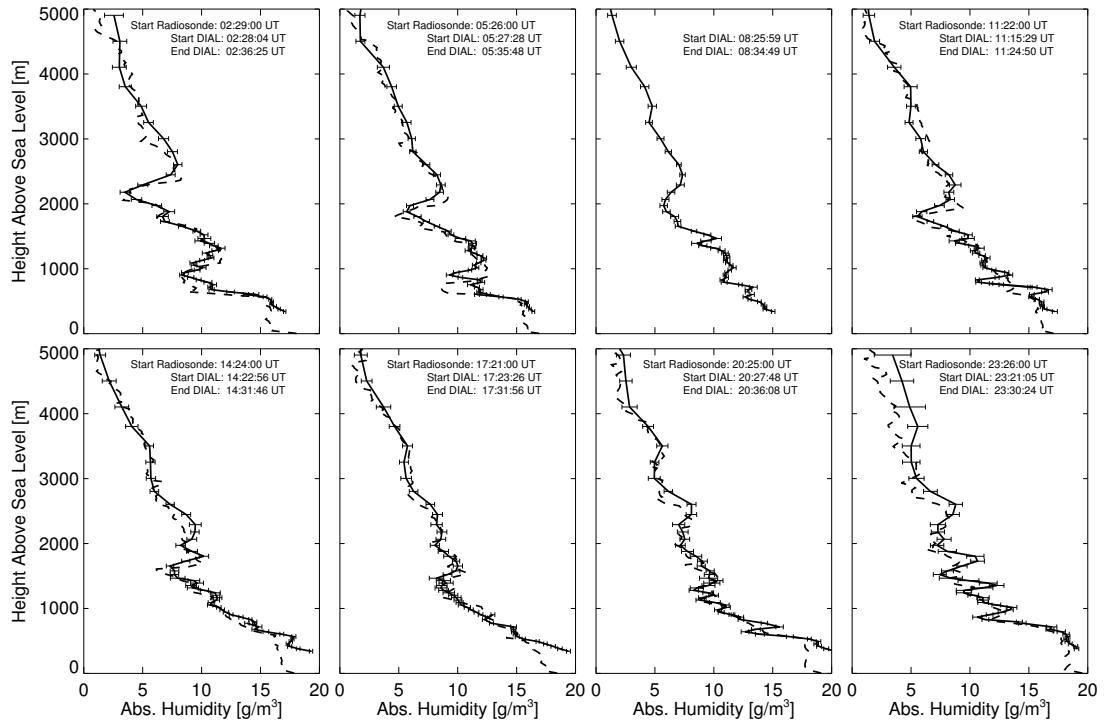 Height Above Sea Level [m]
5000
4000
3000
2000
1000
0
Start Radiosonde: 02:29:00 UT
Start DIAL: 02:28:04 UT
End DIAL: 02:36:25 UT
Start Radiosonde: 05:26:00 UT
Start DIAL: 05:27:28 UT
End DIAL: 05:35:48 UT
Start DIAL: 08:25:59 UT
End DIAL: 08:34:49 UT
Start Radiosonde: 11:22:00 UT
Start DIAL: 11:15:29 UT
End DIAL: 11:24:50 UT
Height Above Sea Level [m]
5000
4000
3000
2000
1000
0
Start Radiosonde: 14:24:00 UT
Start DIAL: 14:22:56 UT
End DIAL: 14:31:46 UT
Start Radiosonde: 17:21:00 UT
Start DIAL: 17:23:26 UT
End DIAL: 17:31:56 UT
Start Radiosonde: 20:25:00 UT
Start DIAL: 20:27:48 UT
End DIAL: 20:36:08 UT
Start Radiosonde: 23:26:00 UT
Start DIAL: 23:21:05 UT
End DIAL: 23:30:24 UT
0 5 10 15 20 0 5 10 15 20 0 5 10 15 20 0 5 10 15 20
Abs. Humidity [g/m³] Abs. Humidity [g/m³] Abs. Humidity [g/m³] Abs. Humidity [g/m³]